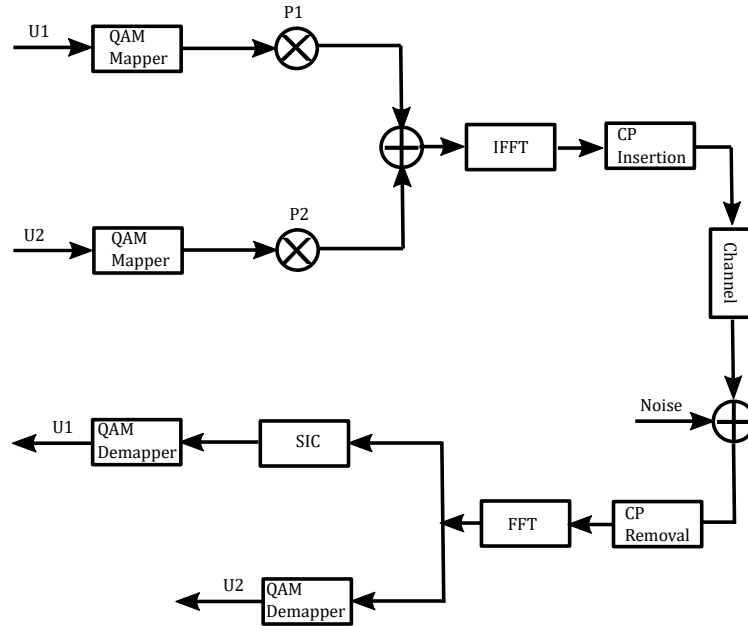 U1
QAM
Mapper
P1
IFFT
CP
Insertion
U2
QAM
Mapper
P2
Channel
Noise
U1
QAM
Demapper
SIC
FFT
CP
Removal
U2
QAM
Demapper